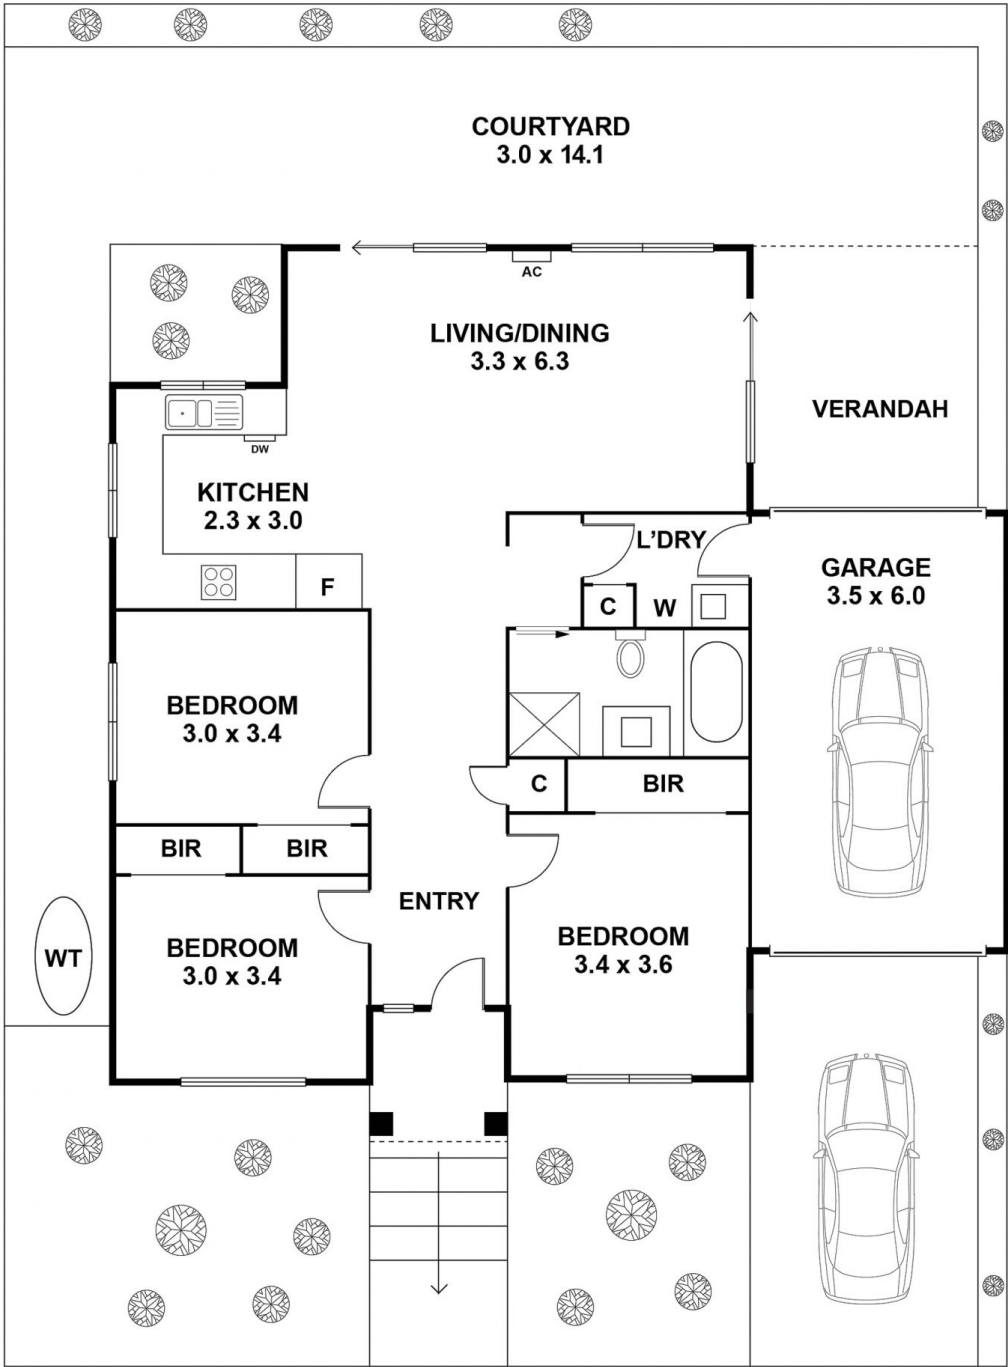 COURTYARD
3.0 x 14.1
AC
LIVING/DINING
3.3 x 6.3
VERANDAH
DW
KITCHEN
2.3 x 3.0
L'DRY
GARAGE
3.5 x 6.0
F
C
W
BEDROOM
3.0 x 3.4
C
BIR
BIR
BIR
ENTRY
BEDROOM
3.4 x 3.6
BEDROOM
3.0 x 3.4
WT